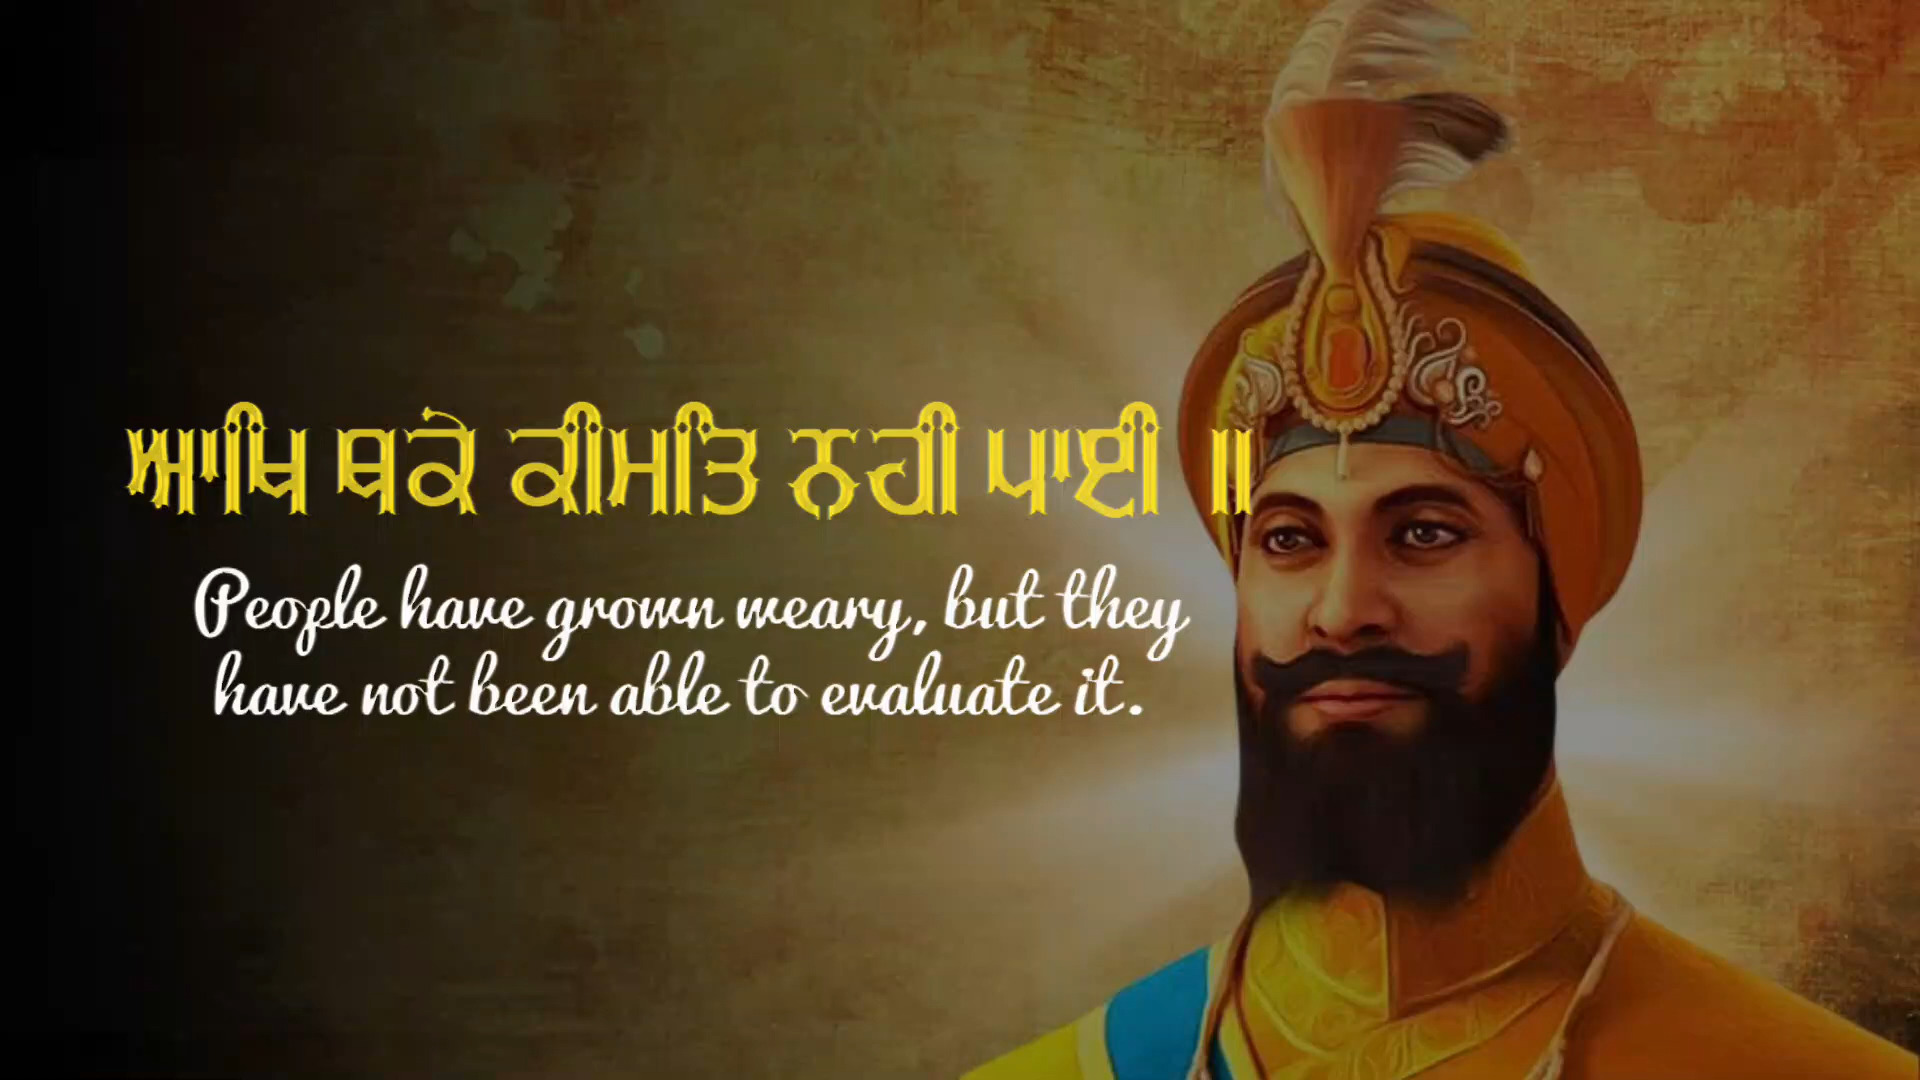 ਆਖਿ ਥਕੇ ਕੀਮਤਿ ਨਹੀ ਪਾਈ ॥
People have grown weary, but they
have not been able to evaluate it.